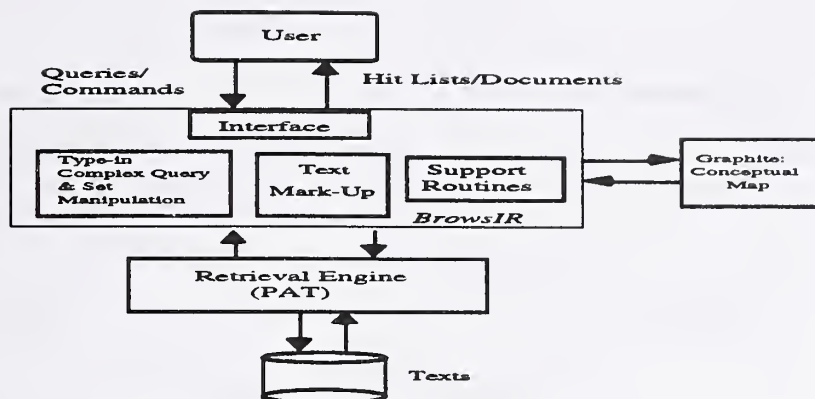 User
Queries/
Commands
Hit Lists/Documents
Interface
Type-in
Complex Query
& Set
Manipulation
Text
Mark-Up
Support
Routines
BrowsIR
Graphite:
Conceptual
Map
Retrieval Engine
(PAT)
Texts